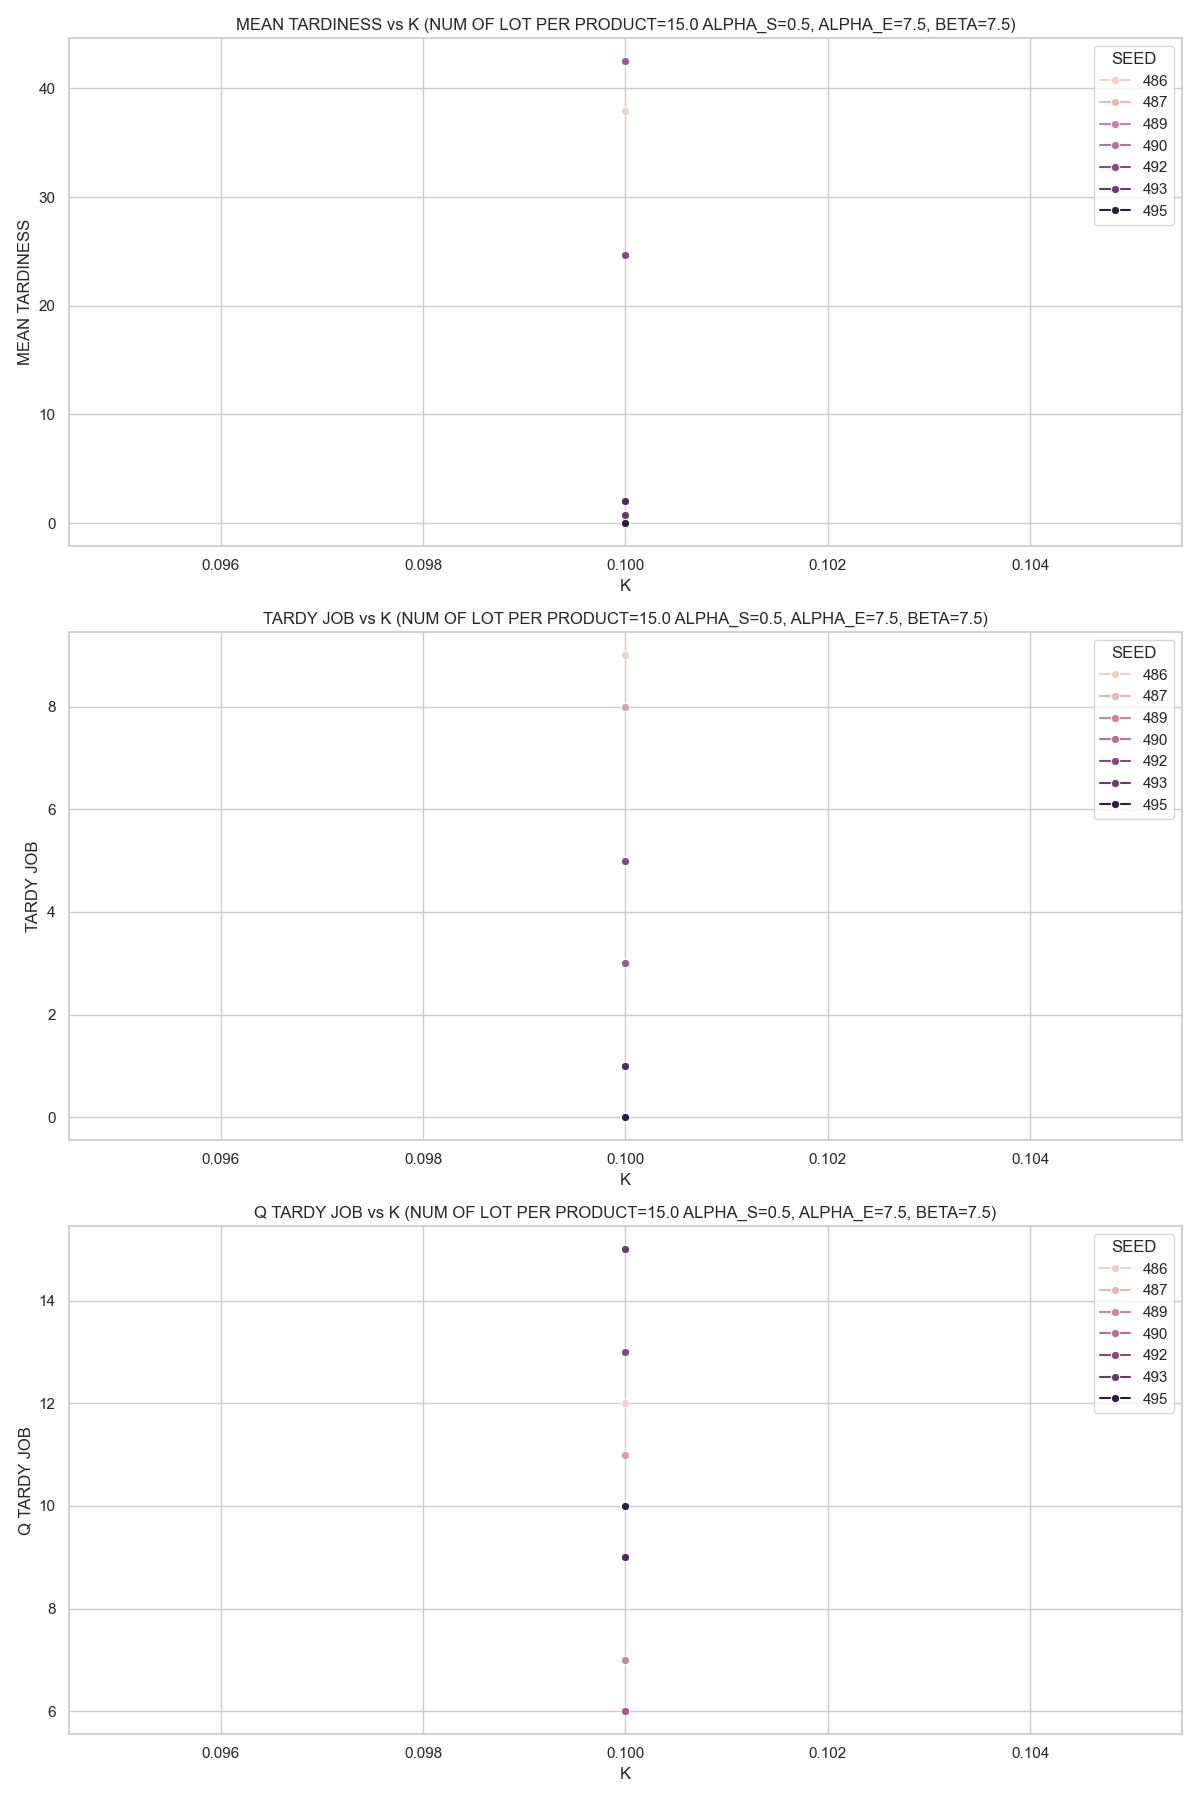 MEAN TARDINESS vs K (NUM OF LOT PER PRODUCT=15.0 ALPHA_S=0.5, ALPHA_E=7.5, BETA=7.5)
SEED
486
487
489
490
492
493
495
40
30
20
10
0
MEAN TARDINESS
0.096 0.098 0.100 0.102 0.104
K
TARDY JOB vs K (NUM OF LOT PER PRODUCT=15.0 ALPHA_S=0.5, ALPHA_E=7.5, BETA=7.5)
SEED
486
487
489
490
492
493
495
8
6
4
2
0
TARDY JOB
0.096 0.098 0.100 0.102 0.104
K
Q TARDY JOB vs K (NUM OF LOT PER PRODUCT=15.0 ALPHA_S=0.5, ALPHA_E=7.5, BETA=7.5)
SEED
486
487
489
490
492
493
495
14
12
10
8
6
Q TARDY JOB
0.096 0.098 0.100 0.102 0.104
K